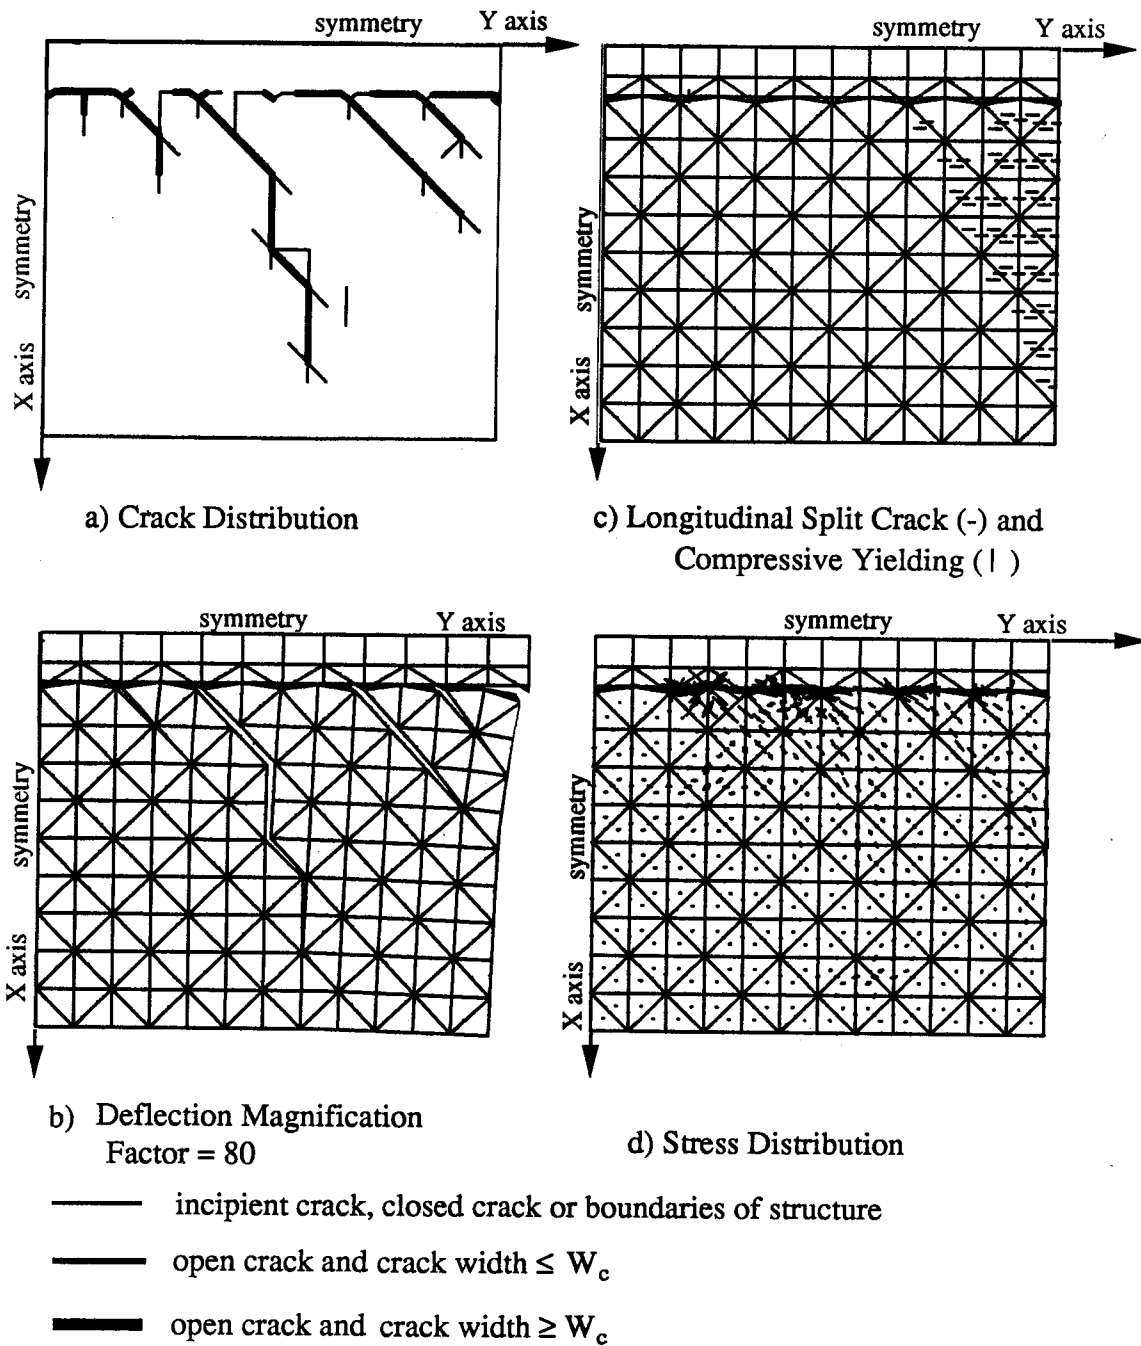 symmetry Y axis
symmetry
X axis
a) Crack Distribution
symmetry Y axis
symmetry
X axis
c) Longitudinal Split Crack (-) and
Compressive Yielding ( | )
symmetry Y axis
symmetry
X axis
b) Deflection Magnification
Factor = 80
symmetry Y axis
symmetry
X axis
d) Stress Distribution
incipient crack, closed crack or boundaries of structure
open crack and crack width ≤ Wc
open crack and crack width ≥ Wc